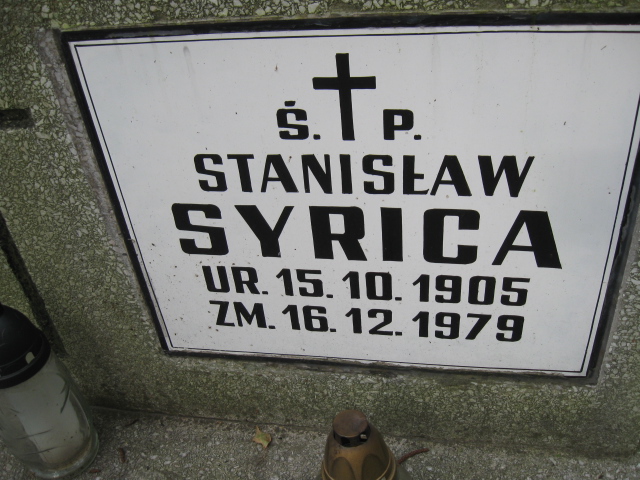 Ś. P.
STANISŁAW
SYRICA
UR. 15. 10. 1905
ZM. 16. 12. 1979